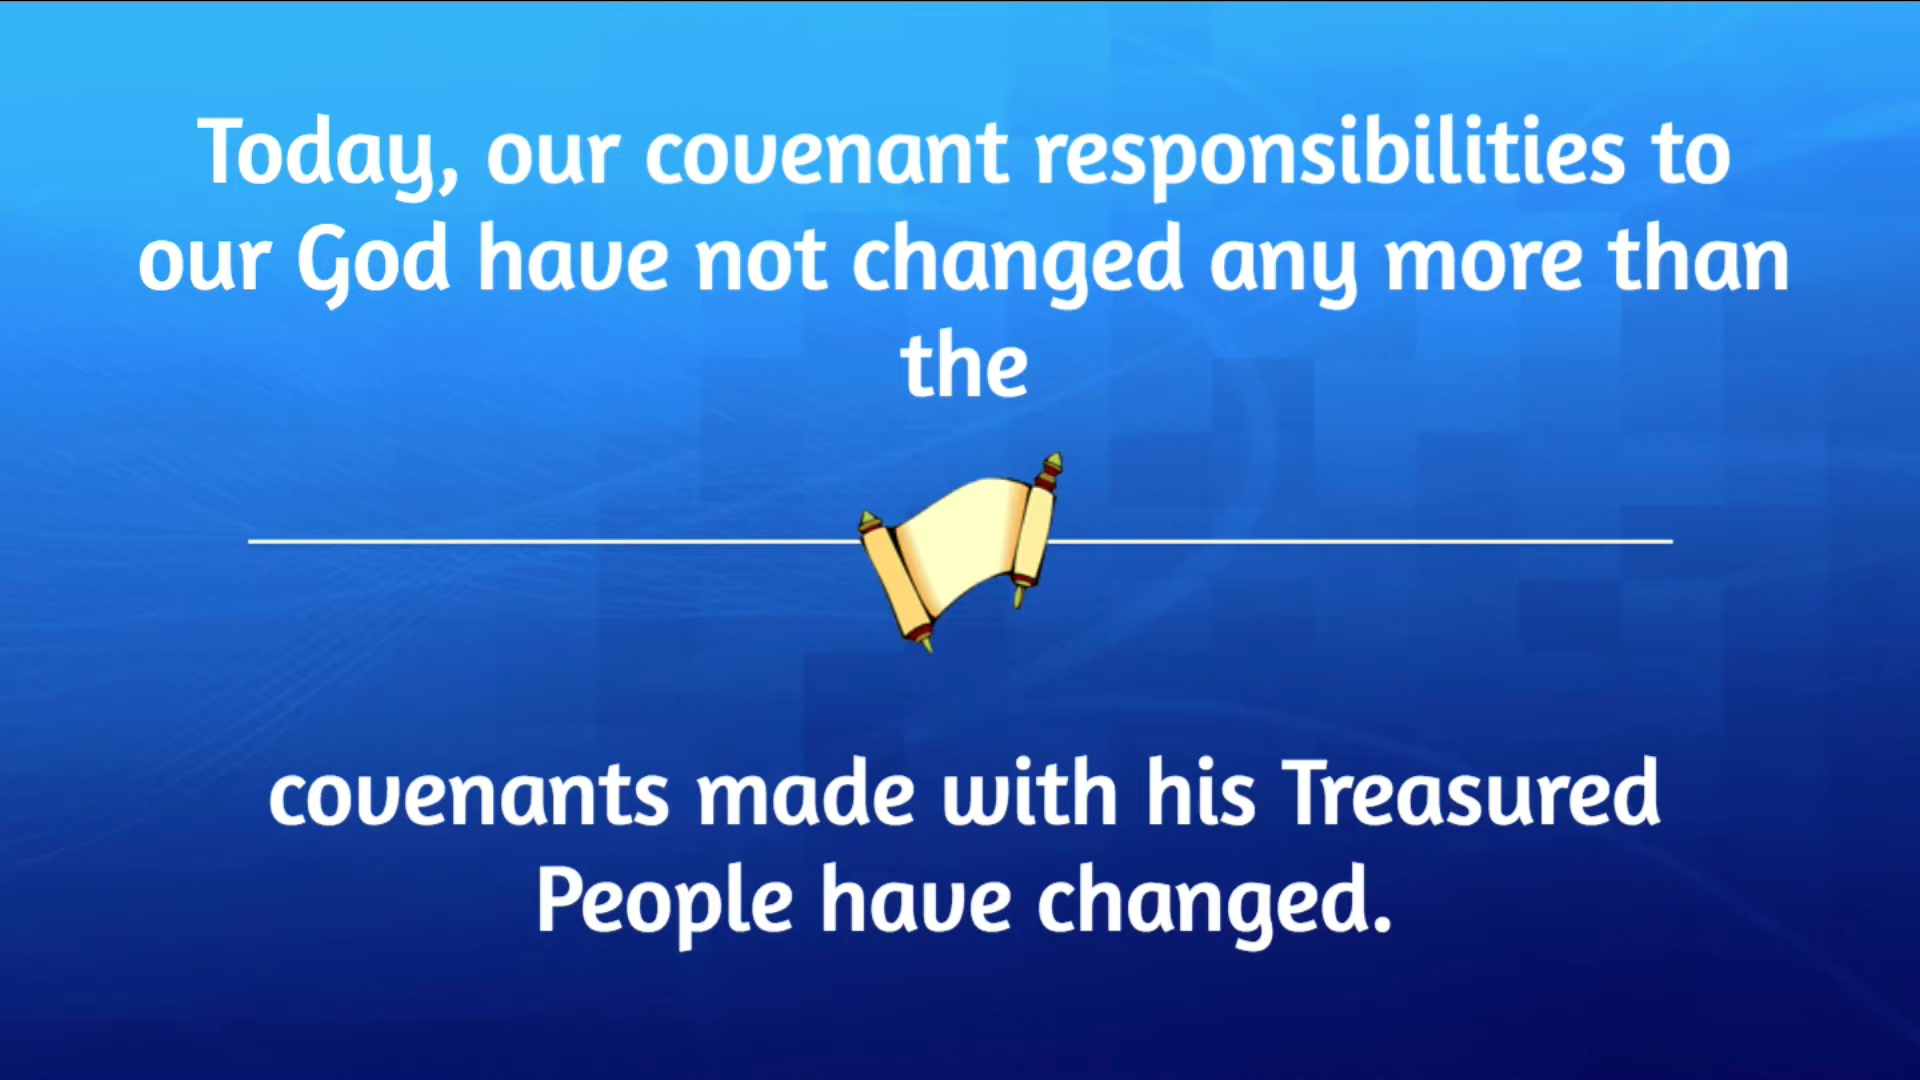 Today, our covenant responsibilities to
our God have not changed any more than
the
covenants made with his Treasured
People have changed.